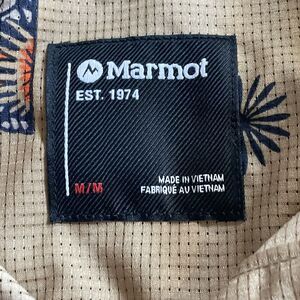 Marmot
EST. 1974
M/M
MADE IN VIETNAM
FABRIQUÉ AU VIETNAM